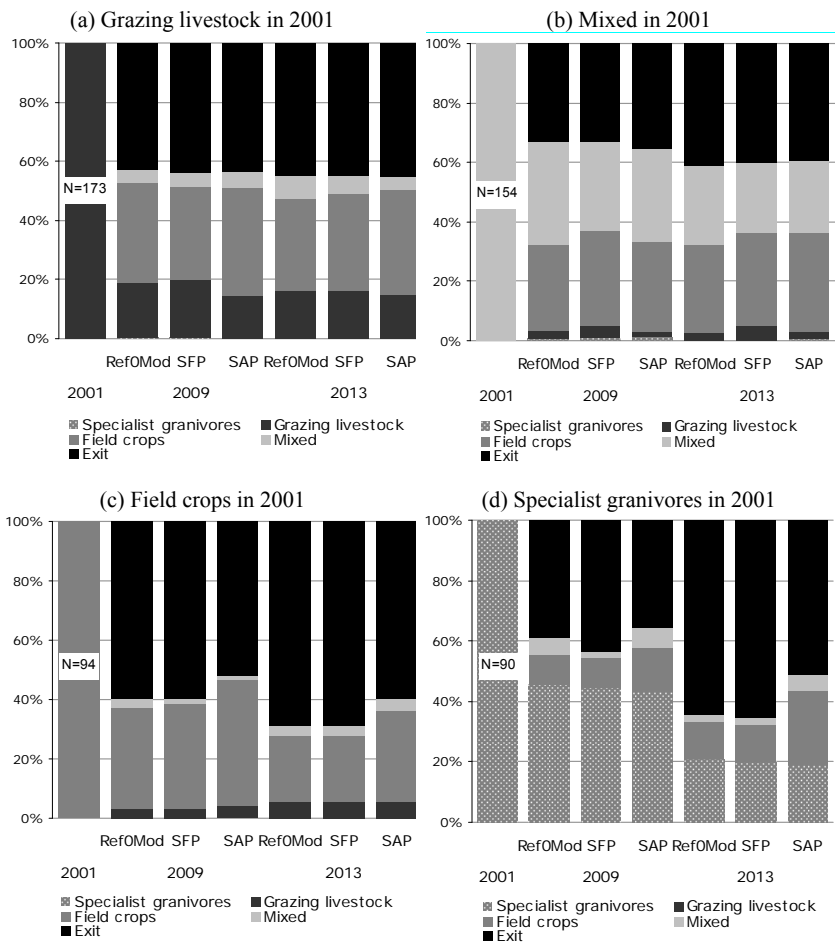 (a) Grazing livestock in 2001
100%
80%
60%
40%
20%
0%
N=173
Ref0Mod SFP SAP Ref0Mod SFP SAP
2001 2009 2013
Specialist granivores Grazing livestock
Field crops Mixed
Exit
(b) Mixed in 2001
100%
80%
60%
40%
20%
0%
N=154
Ref0Mod SFP SAP Ref0Mod SFP SAP
2001 2009 2013
Specialist granivores Grazing livestock
Field crops Mixed
Exit
(c) Field crops in 2001
100%
80%
60%
40%
20%
0%
N=94
Ref0Mod SFP SAP Ref0Mod SFP SAP
2001 2009 2013
Specialist granivores Grazing livestock
Field crops Mixed
Exit
(d) Specialist granivores in 2001
100%
80%
60%
40%
20%
0%
N=90
Ref0Mod SFP SAP Ref0Mod SFP SAP
2001 2009 2013
Specialist granivores Grazing livestock
Field crops Mixed
Exit